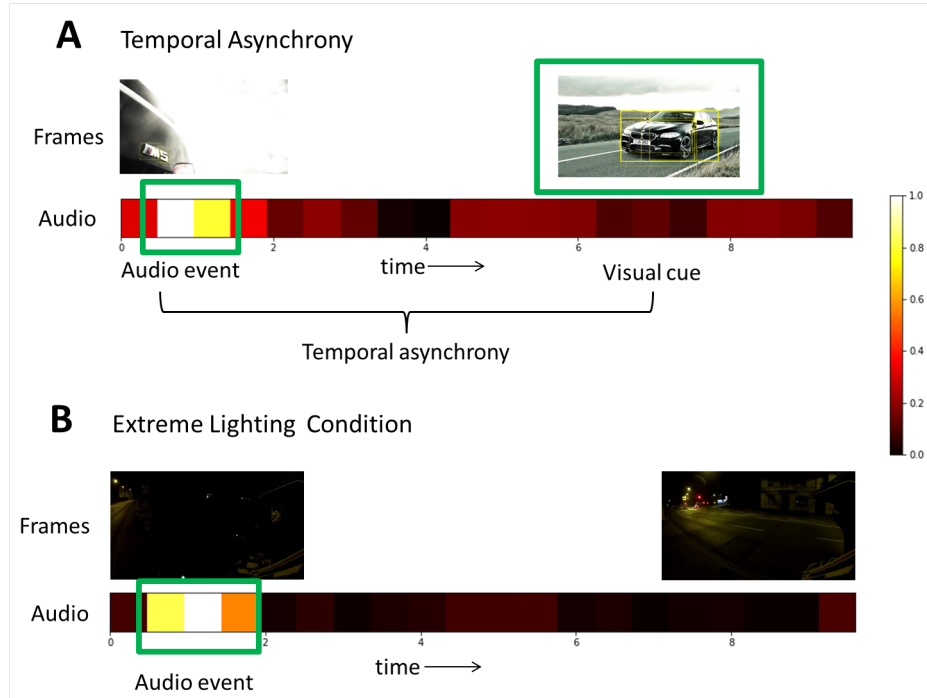 A
Temporal Asynchrony
Frames
M5
Audio
0 2 4 6 8
Audio event
time
Visual cue
Temporal asynchrony
1.0
0.8
0.6
0.4
0.2
0.0
B
Extreme Lighting Condition
Frames
Audio
0 2 4 6 8
time
Audio event